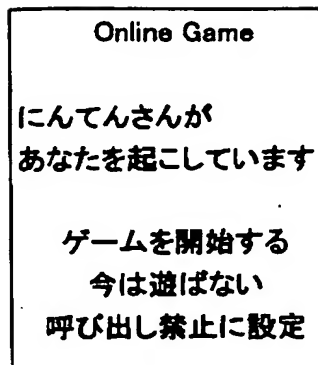 Online Game
にんてんさんが
あなたを起こしています
ゲームを開始する
今は遊ばない
呼び出し禁止に設定